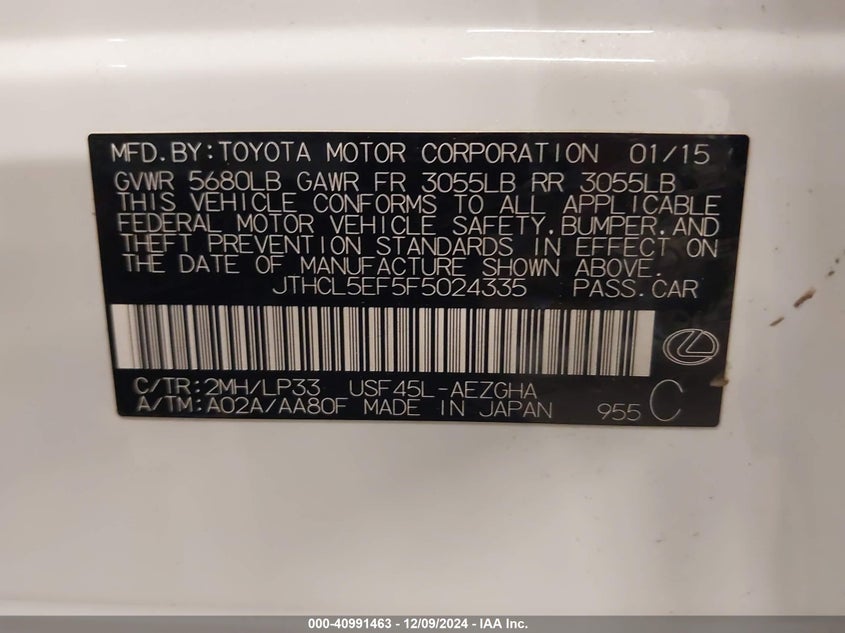 MFD.BY:TOYOTA MOTOR CORPORATION 01/15
GVWR 5680LB GAWR FR 3055LB RR 3055LB
THIS VEHICLE CONFORMS TO ALL APPLICABLE
FEDERAL MOTOR VEHICLE SAFETY.BUMPER.AND
THEFT PREVENTION STANDARDS IN EFFECT ON
THE DATE OF MANUFACTURE SHOWN ABOVE.
JTHCL5EF5F5024335 PASS.CAR
C/TR:2MH/LP33 USF45L-AEZGHA
A/TM:A02A/AA80F MADE IN JAPAN 955 C
000-40991463 - 12/09/2024 - IAA Inc.